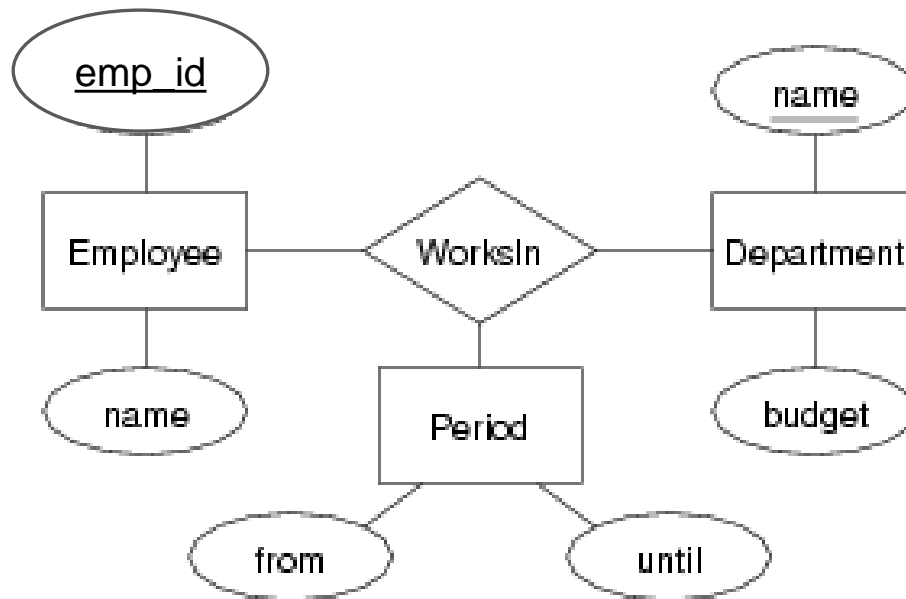 emp_id
name
Employee
WorksIn
Department
name
Period
budget
from
until